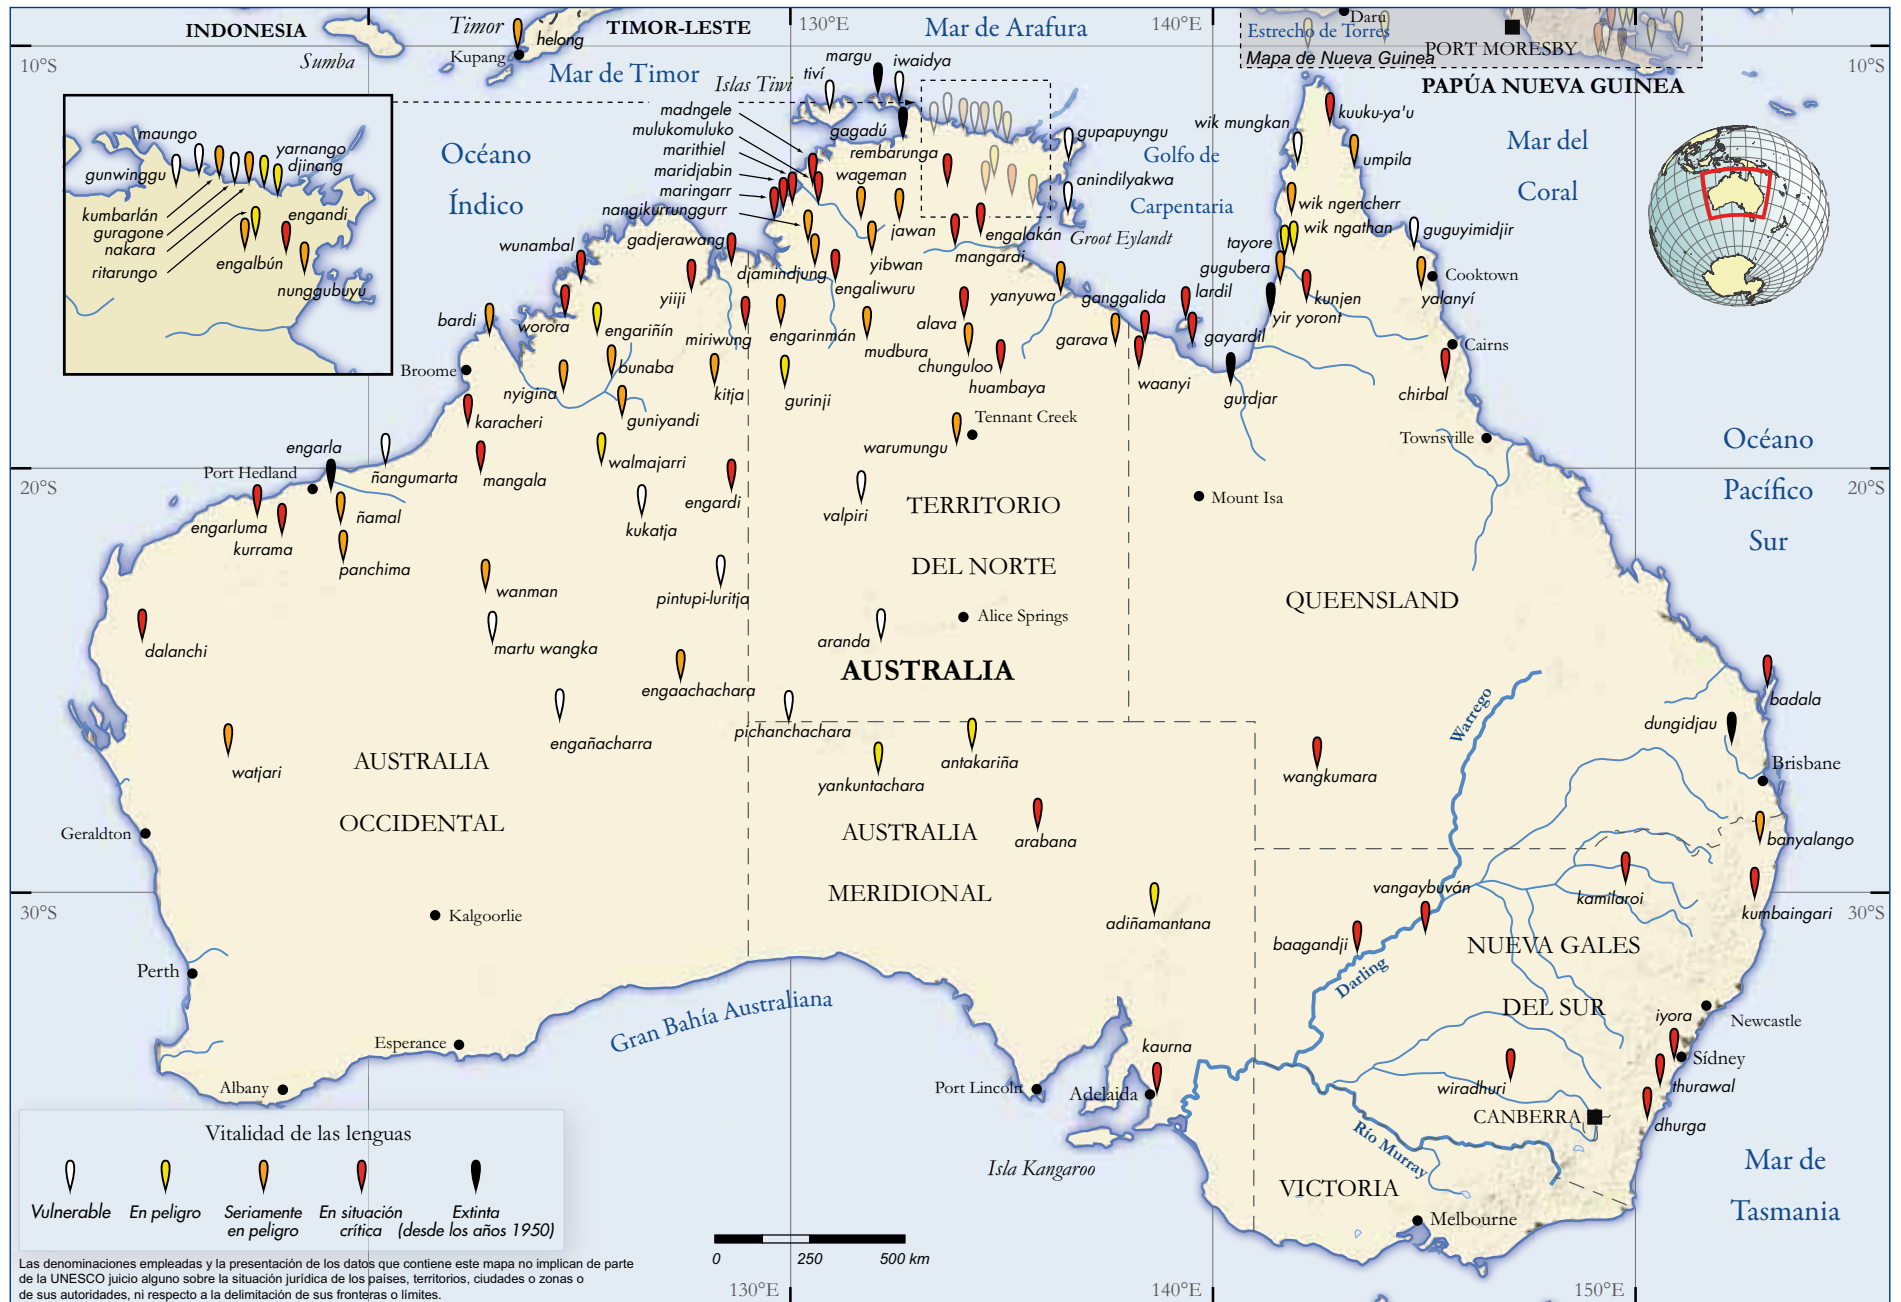 INDONESIA
Timor
TIMOR-LESTE
130°E
Mar de Arafura
140°E
Daru
Estrecho de Torres
PORT MORESBY
Mapa de Nueva Guinea
PAPÚA NUEVA GUINEA
helong
Kupang
Sumba
Mar de Timor
10°S
10°S
Islas Tiwi
tiví
margu
iwaidya
madngele
mulukomuluko
marithiel
maridjabin
maringarr
nangikurrunggurr
gagadú
rembarunga
wageman
gupapuyngu
anindilyakwa
Golfo de
Carpentaria
Groot Eylandt
wik mungkan
kuuku-ya'u
umpila
Mar del
Coral
maungo
gunwinggu
yarnango
djinang
kumbarlán
guragone
nakara
ritarungo
engandi
engalbún
nunggubuyú
Océano
Índico
wunambal
gadjerawang
djamindjung
jawan
yibwan
engalakán
mangarai
wik ngencherr
wik ngathan
tayore
gugubera
guguyimidjir
Cooktown
yalanyí
kunjen
yir yoront
yiiji
engaliwuru
yanyuwa
ganggalida
lardil
bardi
worora
engariñín
miriwung
engarinmán
mudbura
alava
chunguloo
huambaya
garava
waanyi
gayardil
gurdjar
Cairns
chirbal
Broome
nyigina
bunaba
guniyandi
kitja
gurinji
karacheri
Tennant Creek
warumungu
Townsville
Océano
Pacífico
Sur
engarla
Port Hedland
ñangumarta
mangala
walmajarri
engardi
kukatja
valpiri
TERRITORIO
DEL NORTE
Mount Isa
20°S
20°S
engarluma
kurrama
ñamal
panchima
wanman
pintupi-luritja
QUEENSLAND
dalanchi
martu wangka
aranda
Alice Springs
AUSTRALIA
engaachachara
engañacharra
pichanchachara
Warrego
badala
dungidjau
watjari
AUSTRALIA
OCCIDENTAL
yankuntachara
antakariña
wangkumara
Brisbane
Geraldton
AUSTRALIA
MERIDIONAL
arabana
banyalango
vangaybuván
kamilaroi
kumbaingari
30°S
30°S
Kalgoorlie
adiñamantana
baagandji
NUEVA GALES
DEL SUR
Perth
Darling
Gran Bahía Australiana
iyora
Newcastle
Esperance
kaurna
Sídney
Albany
Port Lincoln
Adelaida
wiradhuri
thurawal
CANBERRA
dhurga
Isla Kangaroo
Río Murray
VICTORIA
Melbourne
Mar de
Tasmania
Vitalidad de las lenguas
Vulnerable
En peligro
Seriamente
en peligro
En situación
crítica
Extinta
(desde los años 1950)
0
250
500 km
Las denominaciones empleadas y la presentación de los datos que contiene este mapa no implican de parte
de la UNESCO juicio alguno sobre la situación jurídica de los países, territorios, ciudades o zonas o
de sus autoridades, ni respecto a la delimitación de sus fronteras o límites.
130°E
140°E
150°E